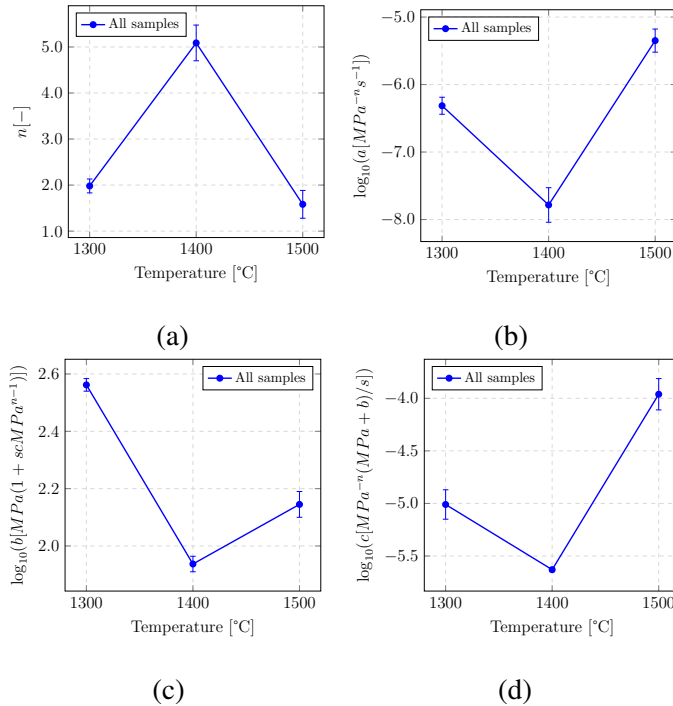 All samples
5.0
4.0
3.0
2.0
1.0
n[−]
1300 1400 1500
Temperature [°C]
(a)
All samples
−5.0
−6.0
−7.0
−8.0
log₁₀(a[MPa⁻ⁿs⁻¹])
1300 1400 1500
Temperature [°C]
(b)
All samples
2.6
2.4
2.2
2.0
log₁₀(b[MPa(1 + scMPaⁿ⁻¹)])
1300 1400 1500
Temperature [°C]
(c)
All samples
−4.0
−4.5
−5.0
−5.5
log₁₀(c[MPa⁻ⁿ(MPa + b)/s])
1300 1400 1500
Temperature [°C]
(d)